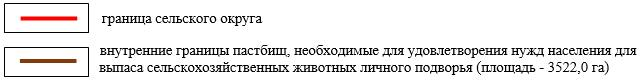 граница сельского округа
внутренние границы пастбищ, необходимые для удовлетворения нужд населения для
выпаса сельскохозяйственных животных личного подворья (площадь - 3522,0 га)